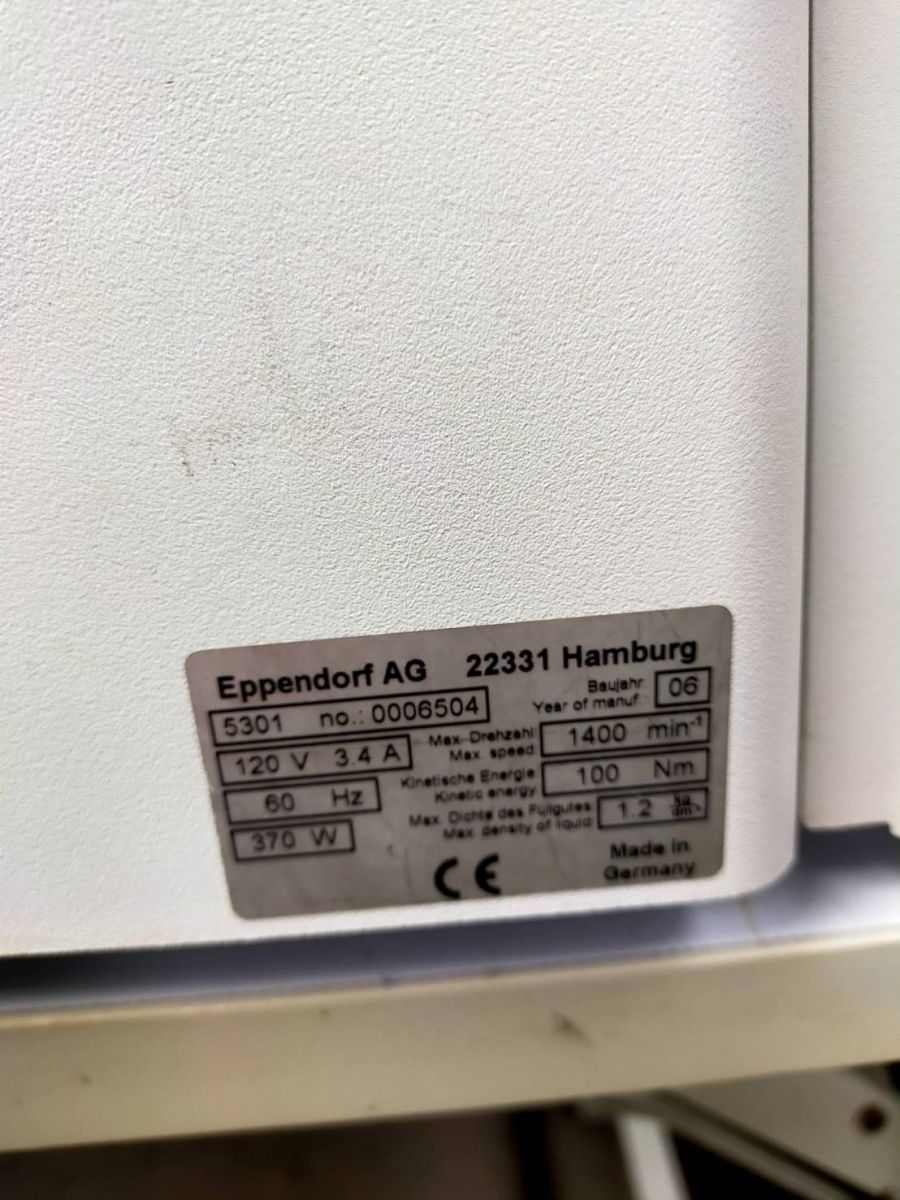 Eppendorf AG 22331 Hamburg
5301 no.: 0006504
Baujahr: 06
Year of manuf.
120 V 3.4 A
Max. Drehzahl: 1400 min⁻¹
Max. speed:
60 Hz
Kinetische Energie 100 Nm
Kinetic energy:
370 W
Max. Dichte des Füllgutes 1.2 kg/dm³
Max. density of liquid:
CE
Made in
Germany